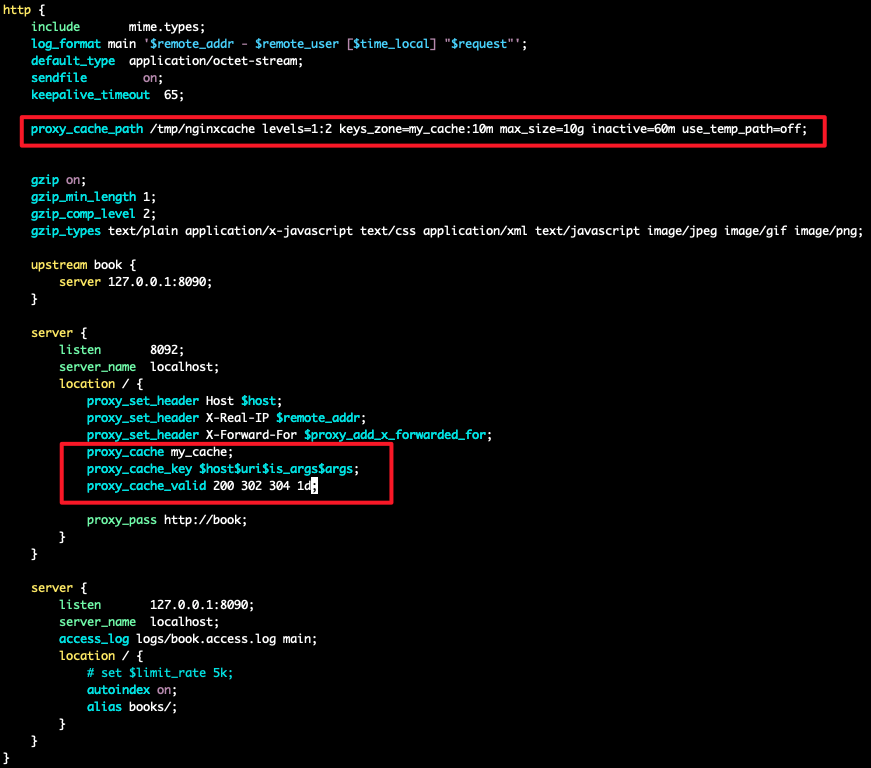 http {
    include       mime.types;
    log_format main '$remote_addr - $remote_user [$time_local] "$request"';
    default_type  application/octet-stream;
    sendfile        on;
    keepalive_timeout  65;
    proxy_cache_path /tmp/nginxcache levels=1:2 keys_zone=my_cache:10m max_size=10g inactive=60m use_temp_path=off;
    gzip on;
    gzip_min_length 1;
    gzip_comp_level 2;
    gzip_types text/plain application/x-javascript text/css application/xml text/javascript image/jpeg image/gif image/png;
    upstream book {
        server 127.0.0.1:8090;
    }
    server {
        listen       8092;
        server_name  localhost;
        location / {
            proxy_set_header Host $host;
            proxy_set_header X-Real-IP $remote_addr;
            proxy_set_header X-Forward-For $proxy_add_x_forwarded_for;
            proxy_cache my_cache;
            proxy_cache_key $host$uri$is_args$args;
            proxy_cache_valid 200 302 304 1d;
            proxy_pass http://book;
        }
    }
    server {
        listen       127.0.0.1:8090;
        server_name  localhost;
        access_log logs/book.access.log main;
        location / {
            # set $limit_rate 5k;
            autoindex on;
            alias books/;
        }
    }
}